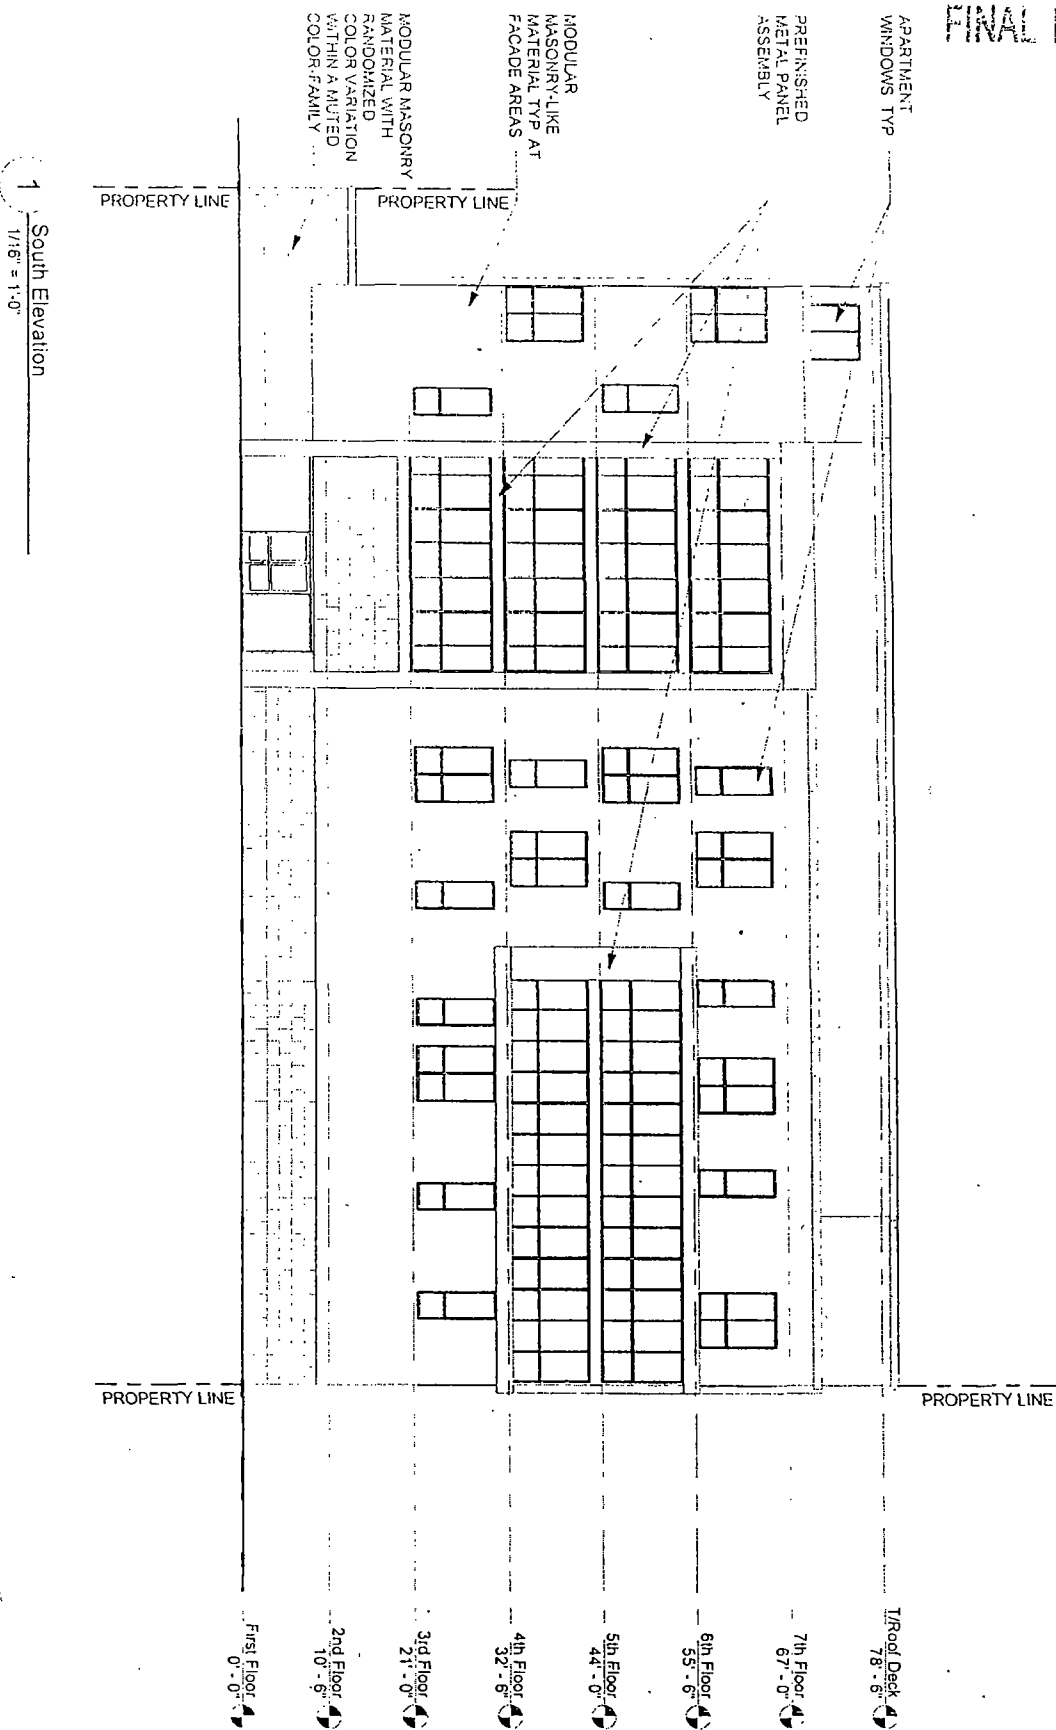 FINAL
APARTMENT
WINDOWS TYP
PREFINISHED
METAL PANEL
ASSEMBLY
MODULAR
MASONRY-LIKE
MATERIAL TYP AT
FACADE AREAS
MODULAR MASONRY
MATERIAL WITH
RANDOMIZED
COLOR VARIATION
WITHIN A MUTED
COLOR-FAMILY
PROPERTY LINE
PROPERTY LINE
PROPERTY LINE
PROPERTY LINE
T/Roof Deck
78' - 6"
7th Floor
67' - 0"
6th Floor
55' - 6"
5th Floor
44' - 0"
4th Floor
32' - 6"
3rd Floor
21' - 0"
2nd Floor
10' - 6"
First Floor
0' - 0"
1
South Elevation
1/16" = 1'-0"